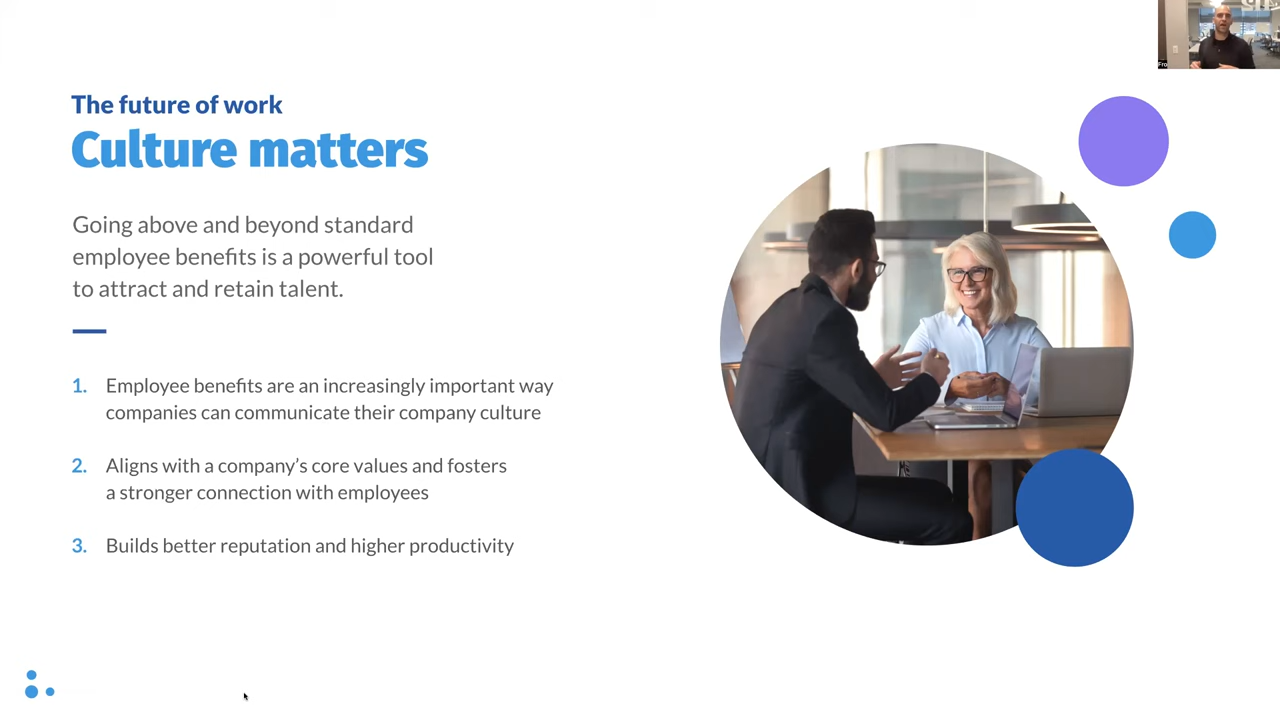 The future of work
Culture matters
Going above and beyond standard
employee benefits is a powerful tool
to attract and retain talent.
1. Employee benefits are an increasingly important way
companies can communicate their company culture
2. Aligns with a company’s core values and fosters
a stronger connection with employees
3. Builds better reputation and higher productivity